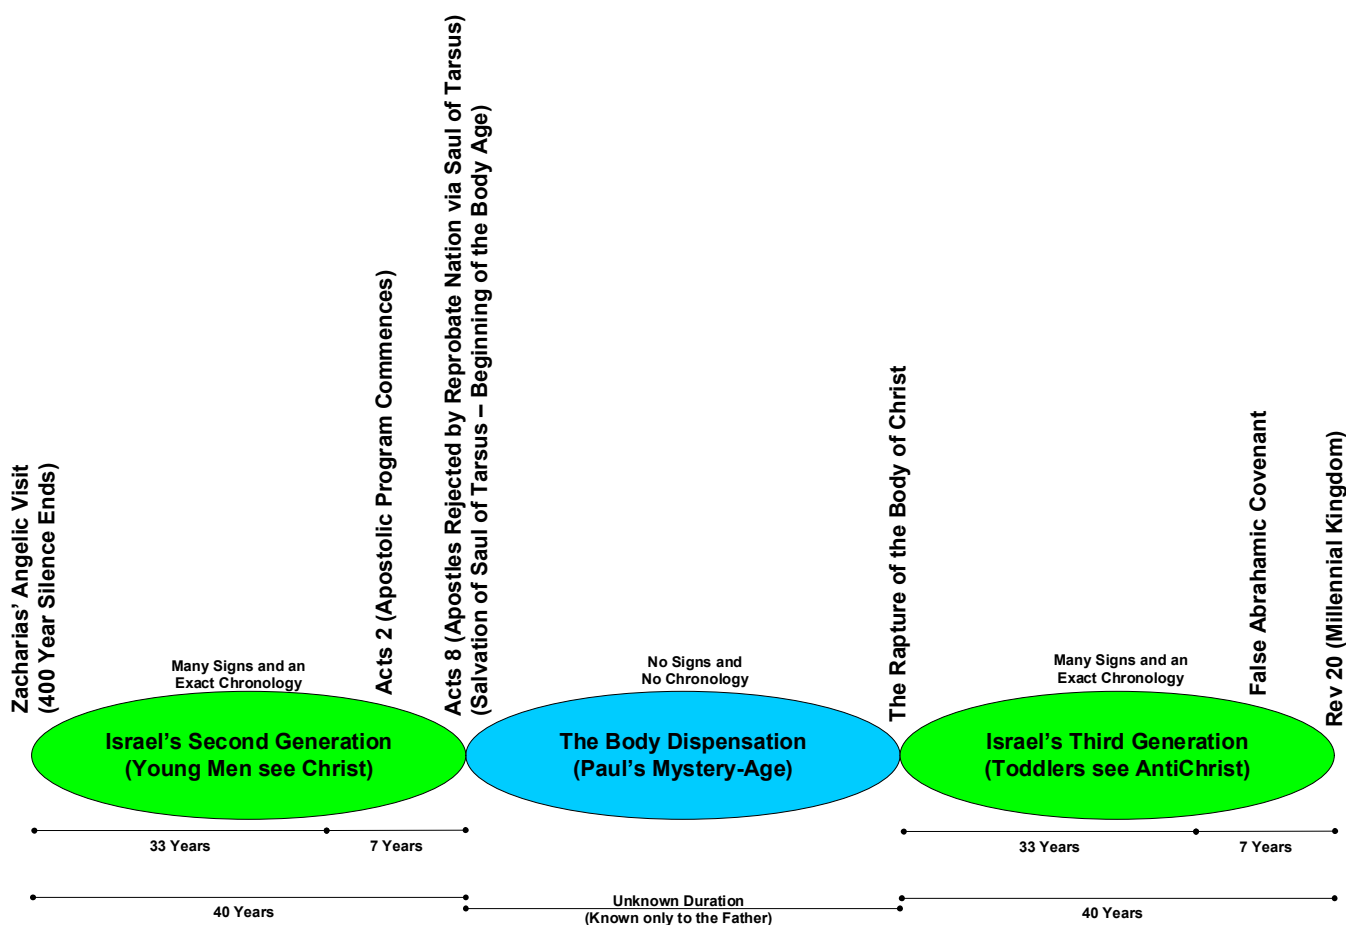 Zacharias’ Angelic Visit
(400 Year Silence Ends)
Acts 2 (Apostolic Program Commences)
Acts 8 (Apostles Rejected by Reprobate Nation via Saul of Tarsus)
(Salvation of Saul of Tarsus – Beginning of the Body Age)
The Rapture of the Body of Christ
False Abrahamic Covenant
Rev 20 (Millennial Kingdom)
Many Signs and an
Exact Chronology
No Signs and
No Chronology
Many Signs and an
Exact Chronology
Israel’s Second Generation
(Young Men see Christ)
The Body Dispensation
(Paul’s Mystery-Age)
Israel’s Third Generation
(Toddlers see AntiChrist)
33 Years
7 Years
33 Years
7 Years
40 Years
Unknown Duration
(Known only to the Father)
40 Years